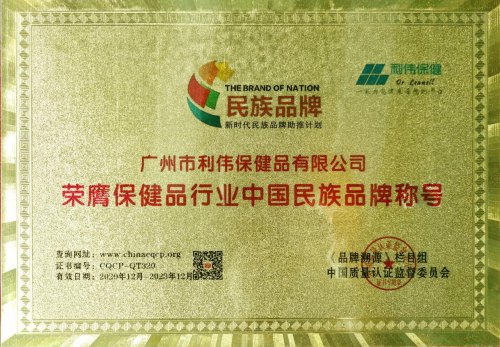 THE BRAND OF NATION
民族品牌
新时代民族品牌助推计划
利伟保健
Dr. Leawell
广州市利伟保健品有限公司
荣膺保健品行业中国民族品牌称号
查询网址：www.chinacqcp.org
证书编号：CQCP-QT320
有效日期：2020年12月-2023年12月
《品牌溯源》栏目组
中国质量认证监督委员会